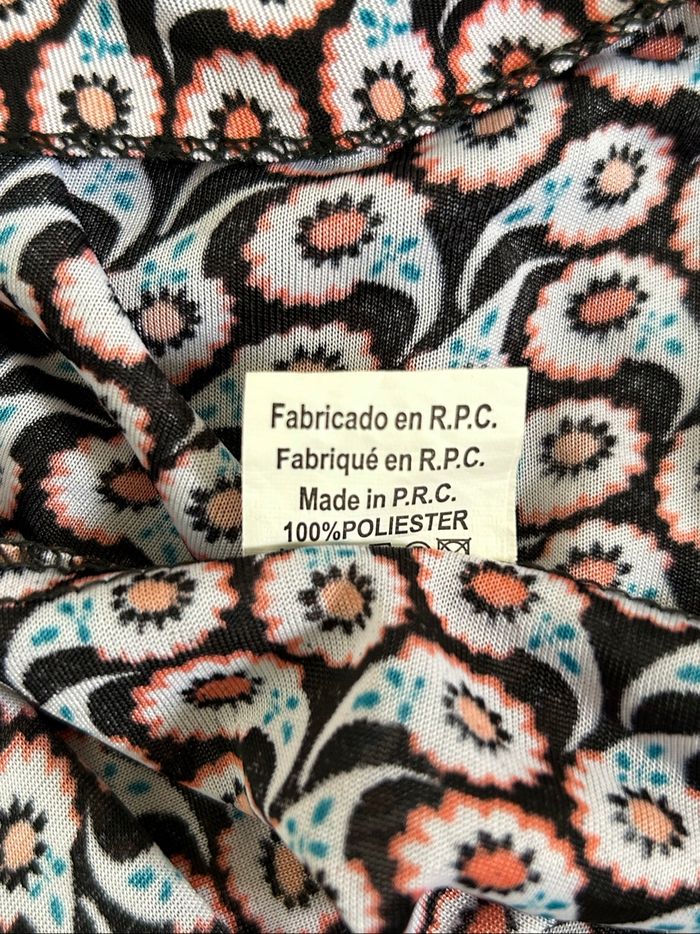 Fabricado en R.P.C.
Fabriqué en R.P.C.
Made in P.R.C.
100%POLIESTER